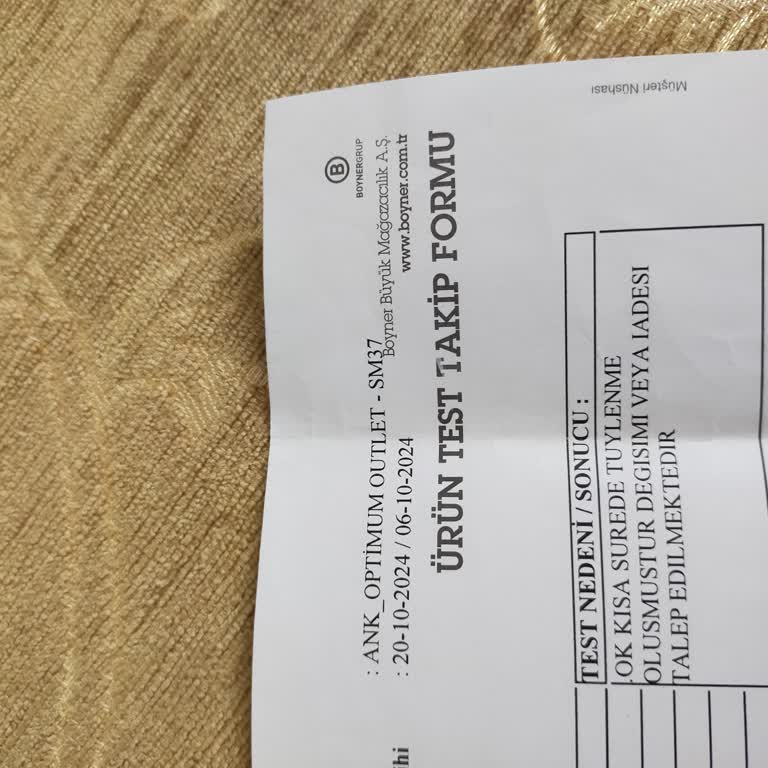 BOYNERGRUP
Boyner Büyük Mağazacılık A.Ş.
www.boyner.com.tr
: ANK_OPTİMUM OUTLET - SM37
: 20-10-2024 / 06-10-2024
ÜRÜN TEST TAKİP FORMU
Müşteri Nüshası
TEST NEDENİ / SONUCU :
OK KISA SUREDE TUYLENME
OLUSMUSTUR DEGISIMI VEYA IADESI
TALEP EDILMEKTEDIR